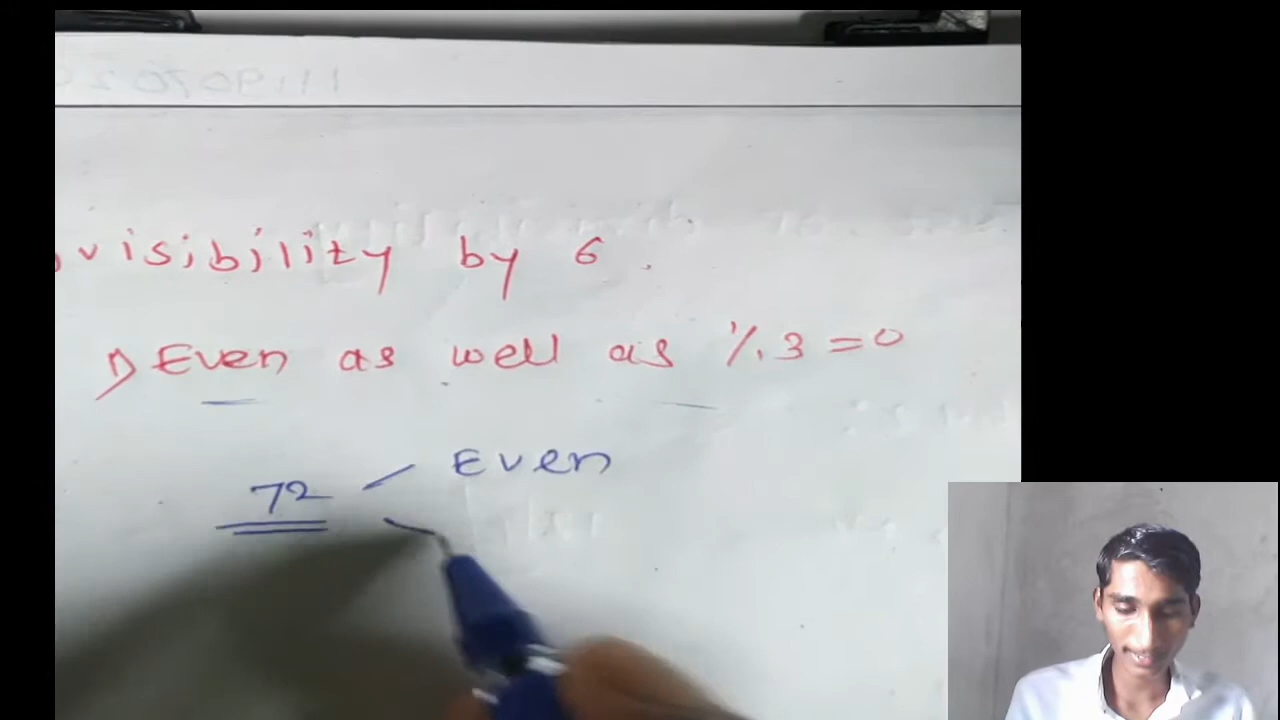 visibility by 6.
1) Even as well as % 3 = 0
72 Even